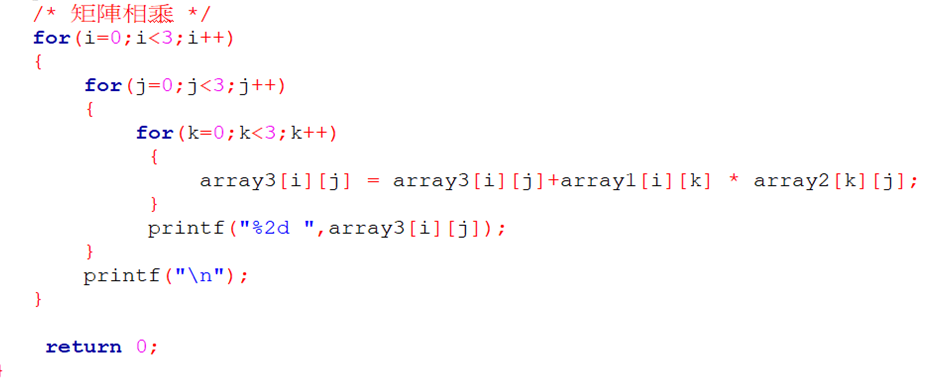 /* 矩陣相乘 */
for(i=0;i<3;i++)
{
for(j=0;j<3;j++)
{
for(k=0;k<3;k++)
{
array3[i][j] = array3[i][j]+array1[i][k] * array2[k][j];
}
printf("%2d ",array3[i][j]);
}
printf("\n");
}
return 0;
}